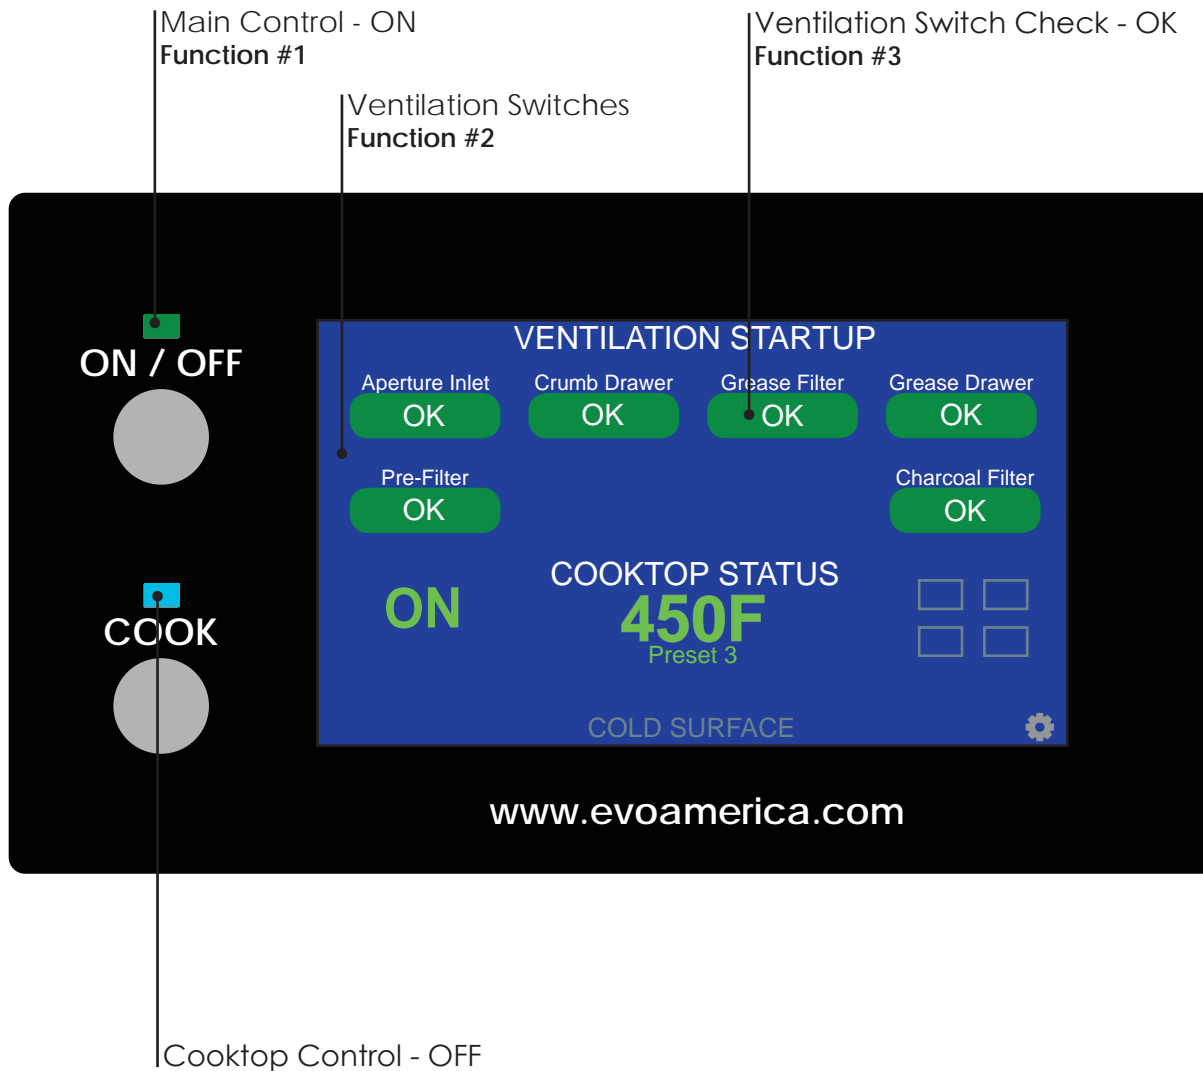 Main Control - ON
Function #1
Ventilation Switch Check - OK
Function #3
Ventilation Switches
Function #2
ON / OFF
COOK
VENTILATION STARTUP
Aperture Inlet Crumb Drawer Grease Filter Grease Drawer
OK OK OK OK
Pre-Filter Charcoal Filter
OK OK
COOKTOP STATUS
ON 450F
Preset 3
COLD SURFACE
www.evoamerica.com
Cooktop Control - OFF